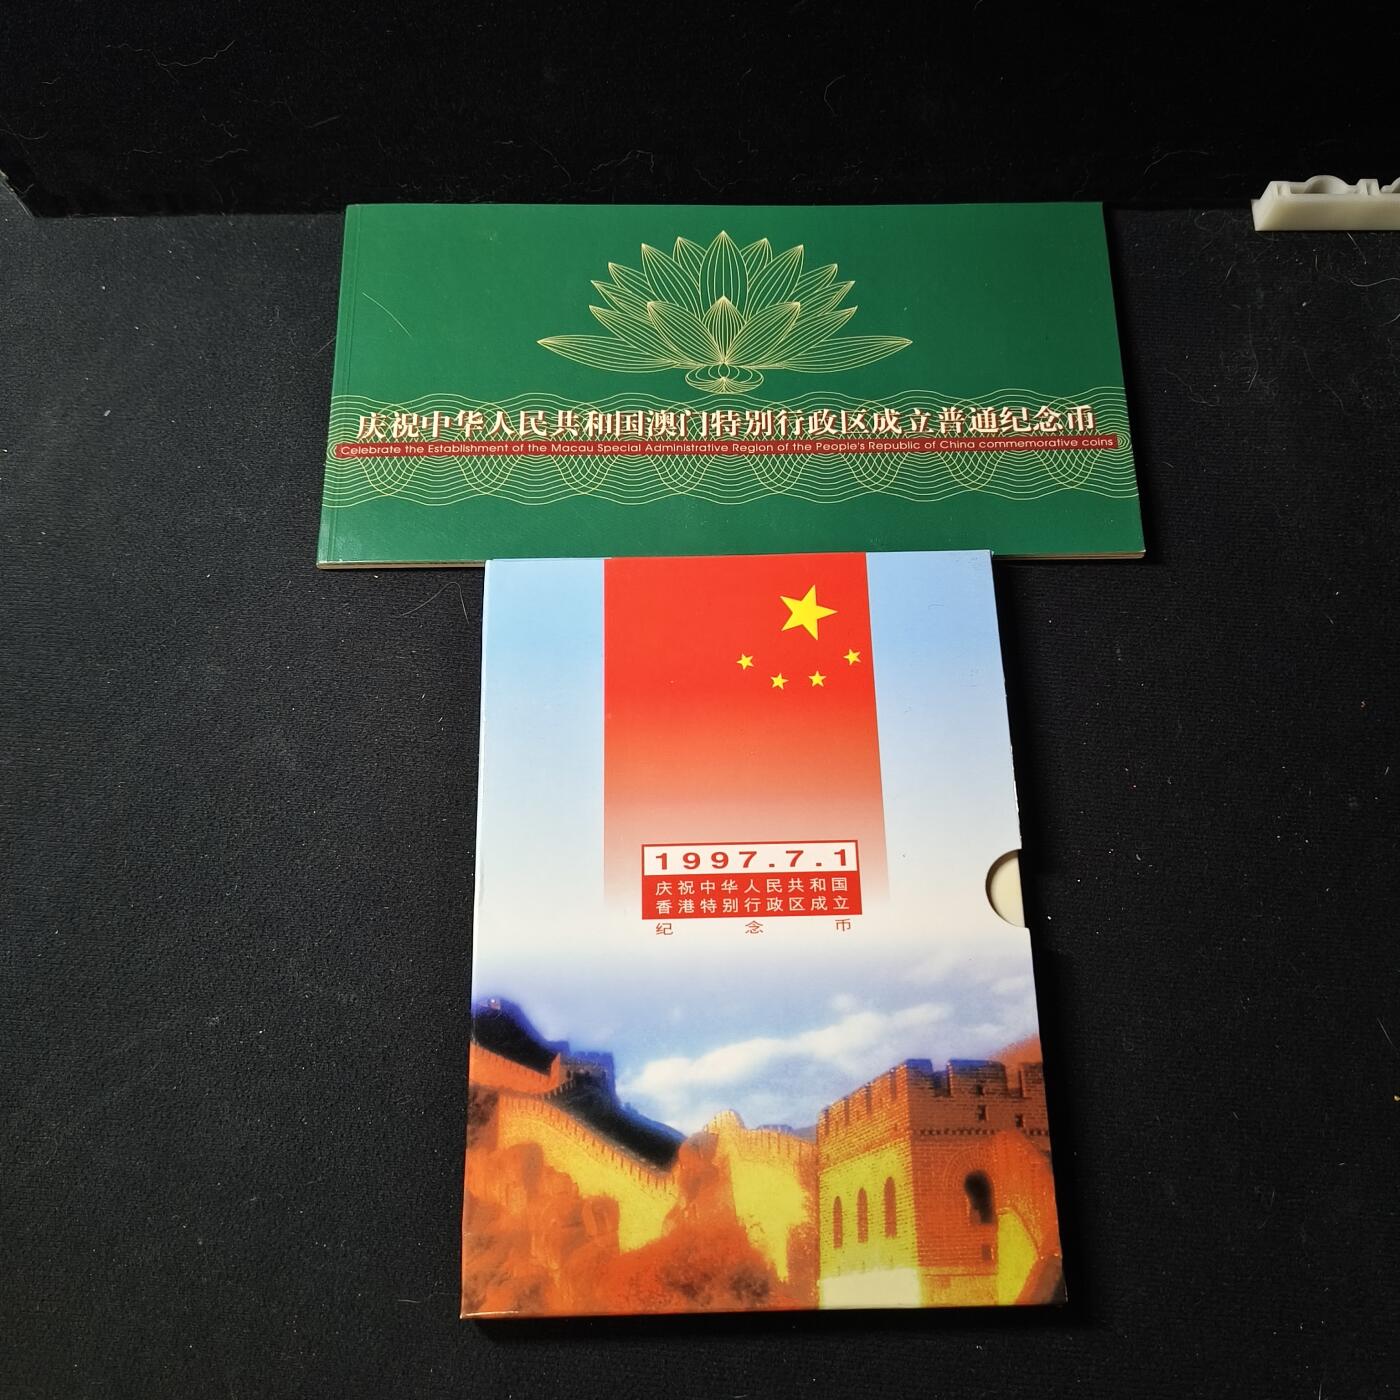 庆祝中华人民共和国澳门特别行政区成立普通纪念币
Celebrate the Establishment of the Macau Special Administrative Region of the People's Republic of China commemorative coins
1997.7.1
庆祝中华人民共和国
香港特别行政区成立
纪念币